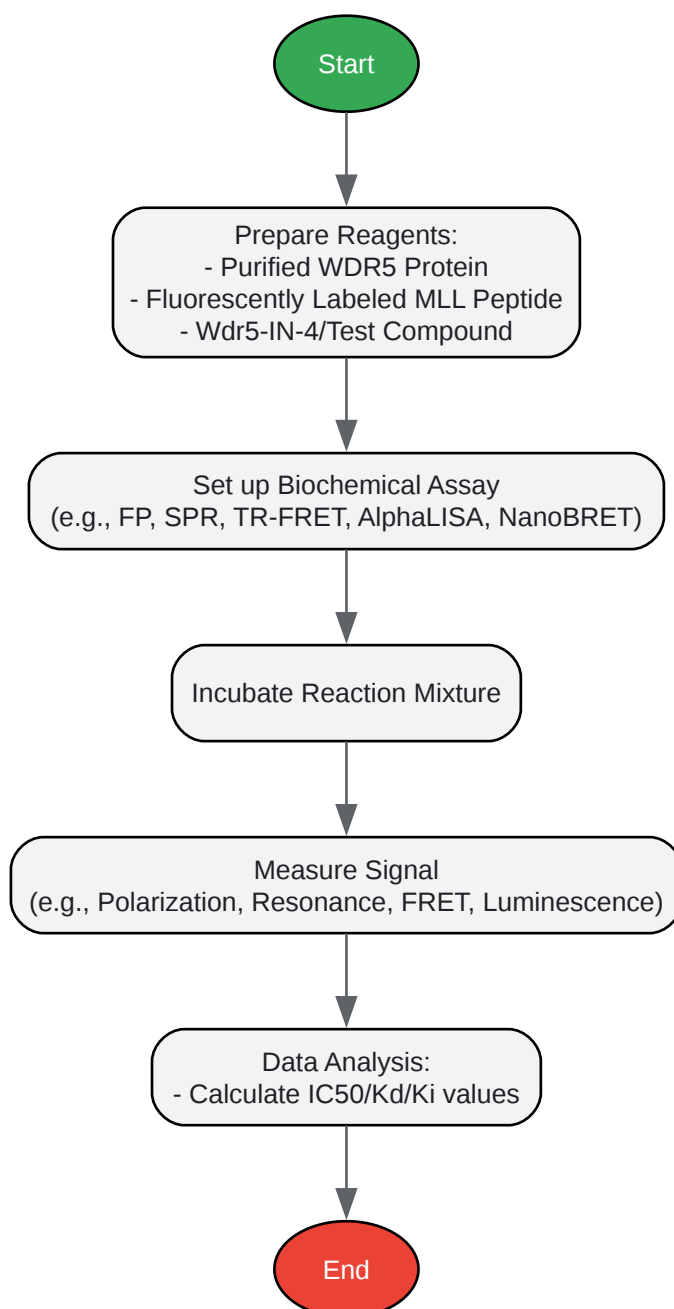 Start
Prepare Reagents:
- Purified WDR5 Protein
- Fluorescently Labeled MLL Peptide
- Wdr5-IN-4/Test Compound
Set up Biochemical Assay
(e.g., FP, SPR, TR-FRET, AlphaLISA, NanoBRET)
Incubate Reaction Mixture
Measure Signal
(e.g., Polarization, Resonance, FRET, Luminescence)
Data Analysis:
- Calculate IC50/Kd/Ki values
End